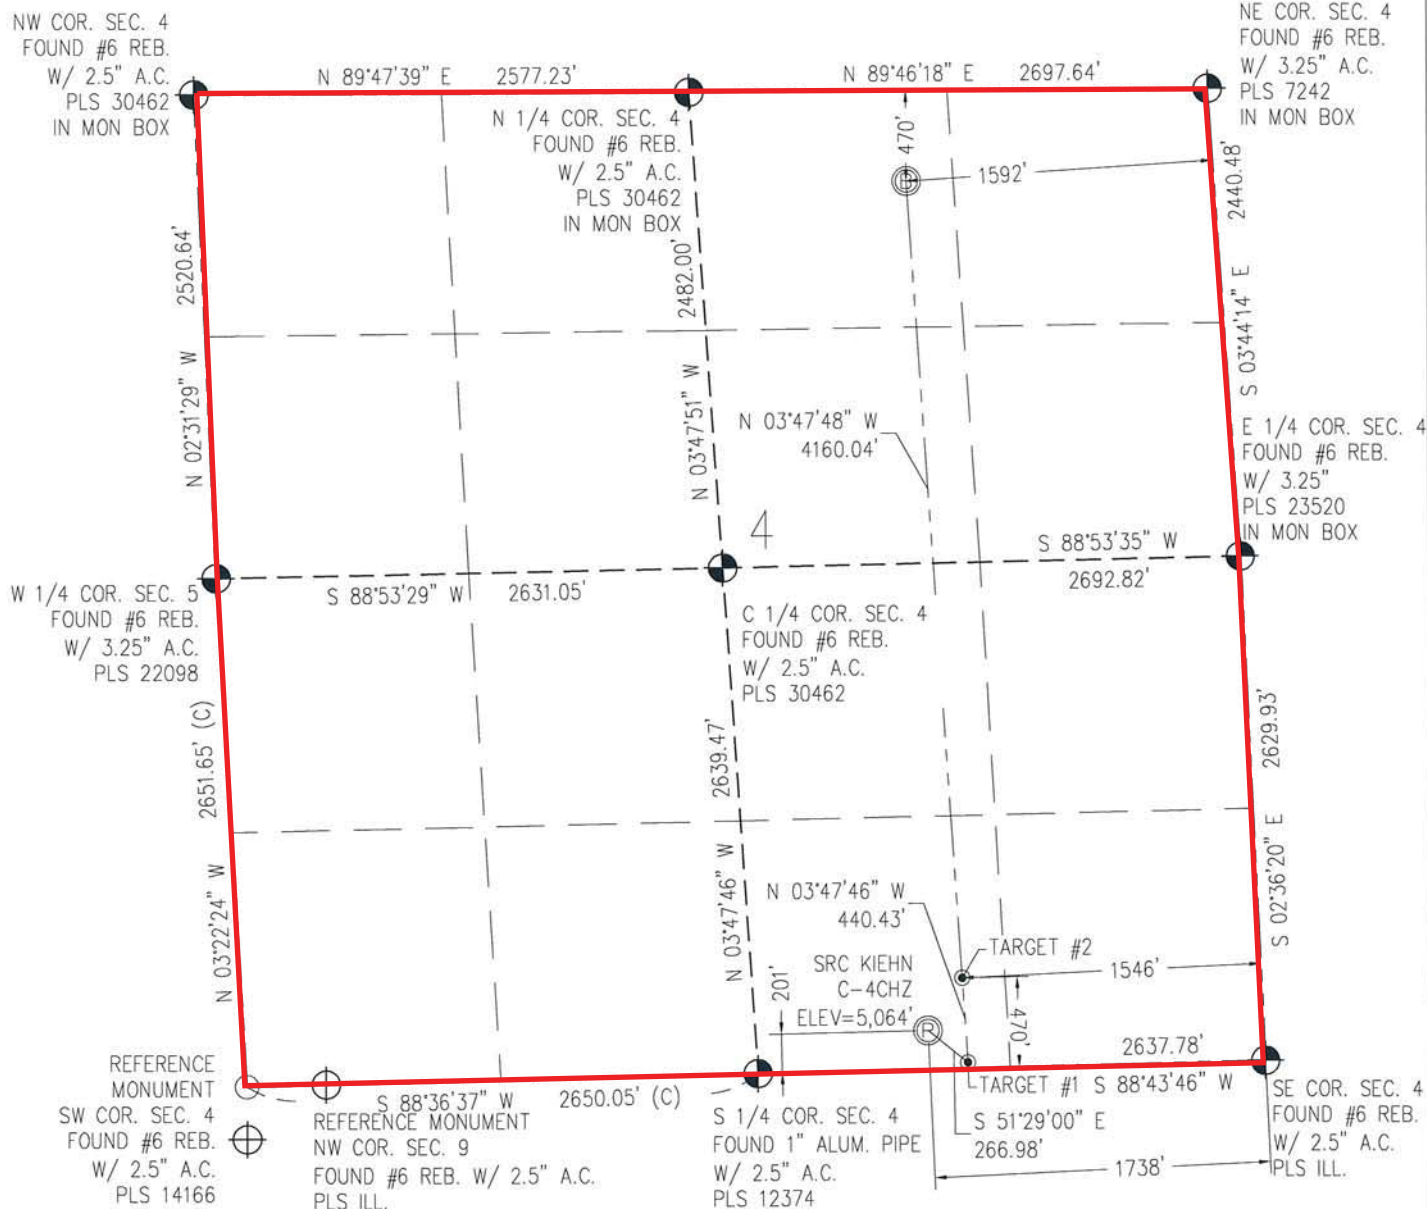 NW COR. SEC. 4
FOUND #6 REB.
W/ 2.5" A.C.
PLS 30462
IN MON BOX
N 89°47'39" E 2577.23'
N 1/4 COR. SEC. 4
FOUND #6 REB.
W/ 2.5" A.C.
PLS 30462
IN MON BOX
N 89°46'18" E 2697.64'
NE COR. SEC. 4
FOUND #6 REB.
W/ 3.25" A.C.
PLS 7242
IN MON BOX
470'
B
1592'
2440.48'
S 03°44'14" E
2520.64'
N 02°31'29" W
2482.00'
N 03°47'51" W
N 03°47'48" W
4160.04'
E 1/4 COR. SEC. 4
FOUND #6 REB.
W/ 3.25"
PLS 23520
IN MON BOX
4
S 88°53'35" W
2692.82'
S 88°53'29" W 2631.05'
W 1/4 COR. SEC. 5
FOUND #6 REB.
W/ 3.25" A.C.
PLS 22098
C 1/4 COR. SEC. 4
FOUND #6 REB.
W/ 2.5" A.C.
PLS 30462
2651.65' (C)
N 03°22'24" W
2639.47'
N 03°47'46" W
2629.93'
S 02°36'20" E
N 03°47'46" W
440.43'
TARGET #2
SRC KIEHN
C-4CHZ
ELEV=5,064'
201'
R
1546'
470'
2637.78'
TARGET #1 S 88°43'46" W
REFERENCE
MONUMENT
SW COR. SEC. 4
FOUND #6 REB.
W/ 2.5" A.C.
PLS 14166
S 88°36'37" W 2650.05' (C)
REFERENCE MONUMENT
NW COR. SEC. 9
FOUND #6 REB. W/ 2.5" A.C.
PLS ILL.
S 1/4 COR. SEC. 4
FOUND 1" ALUM. PIPE
W/ 2.5" A.C.
PLS 12374
S 51°29'00" E
266.98'
1738'
SE COR. SEC. 4
FOUND #6 REB.
W/ 2.5" A.C.
PLS ILL.